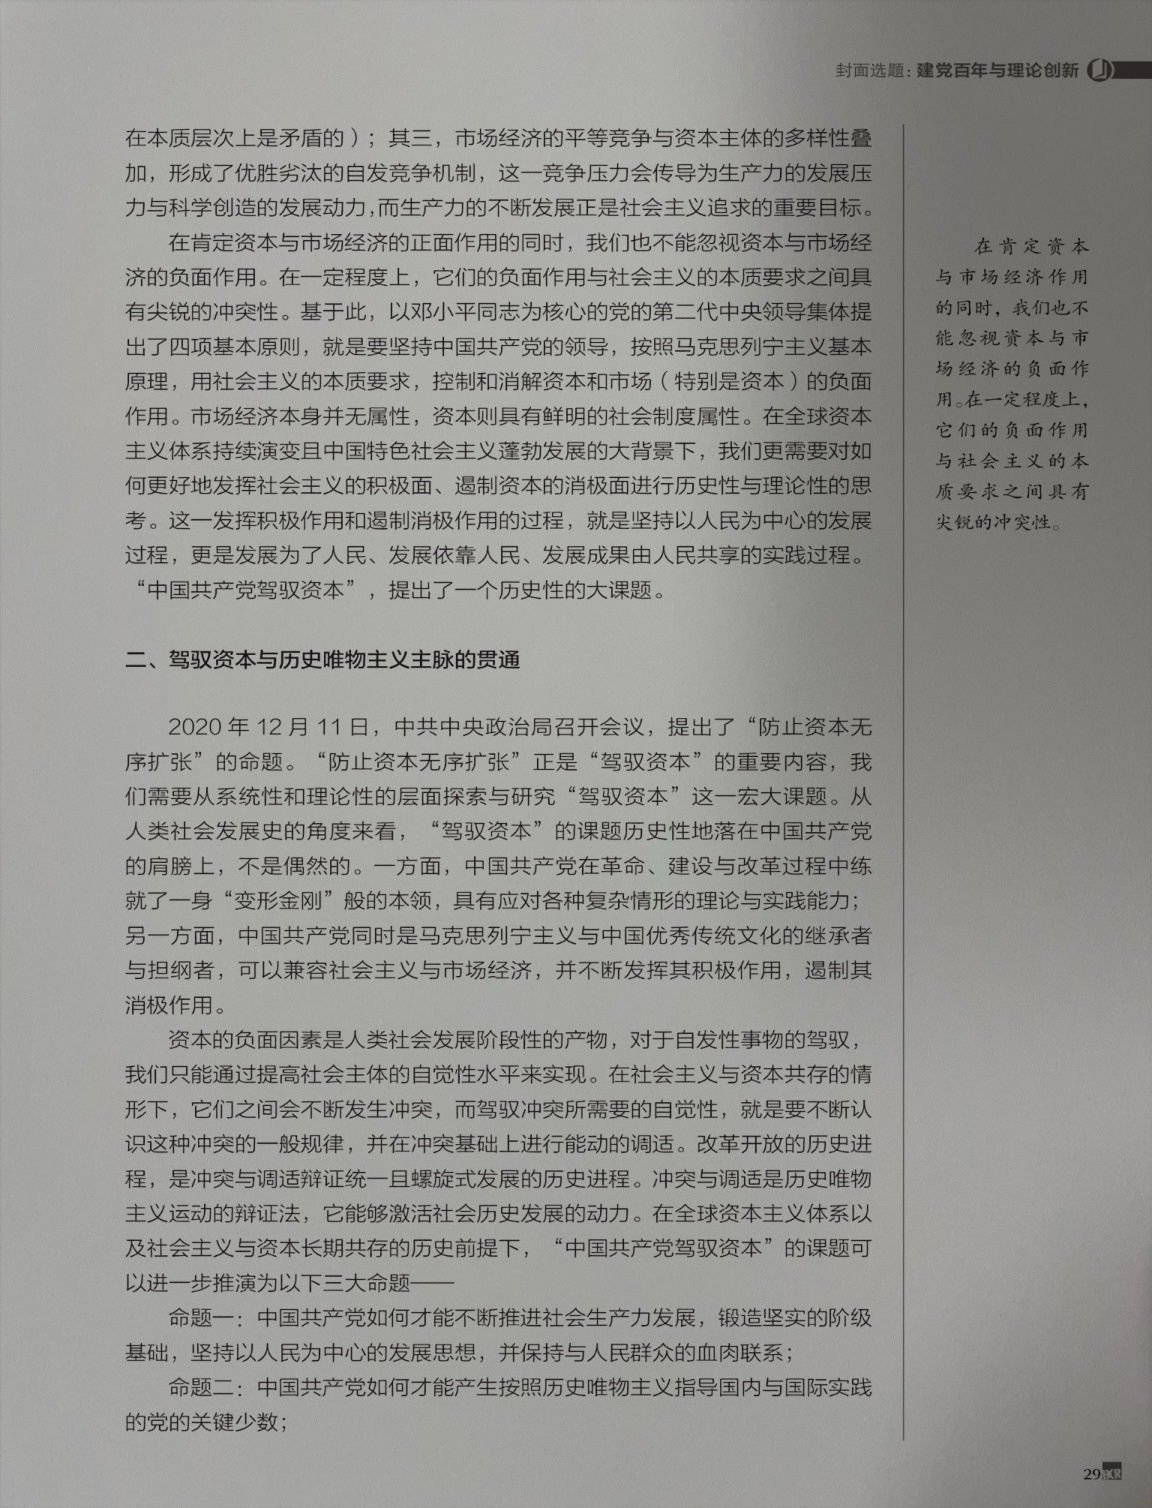 封面选题：建党百年与理论创新
在本质层次上是矛盾的）；其三，市场经济的平等竞争与资本主体的多样性叠
加，形成了优胜劣汰的自发竞争机制，这一竞争压力会传导为生产力的发展压
力与科学创造的发展动力，而生产力的不断发展正是社会主义追求的重要目标。
在肯定资本与市场经济的正面作用的同时，我们也不能忽视资本与市场经
济的负面作用。在一定程度上，它们的负面作用与社会主义的本质要求之间具
有尖锐的冲突性。基于此，以邓小平同志为核心的党的第二代中央领导集体提
出了四项基本原则，就是要坚持中国共产党的领导，按照马克思列宁主义基本
原理，用社会主义的本质要求，控制和消解资本和市场（特别是资本）的负面
作用。市场经济本身并无属性，资本则具有鲜明的社会制度属性。在全球资本
主义体系持续演变且中国特色社会主义蓬勃发展的大背景下，我们更需要对如
何更好地发挥社会主义的积极面、遏制资本的消极面进行历史性与理论性的思
考。这一发挥积极作用和遏制消极作用的过程，就是坚持以人民为中心的发展
过程，更是发展为了人民、发展依靠人民、发展成果由人民共享的实践过程。
“中国共产党驾驭资本”，提出了一个历史性的大课题。
二、驾驭资本与历史唯物主义主脉的贯通
2020 年 12 月 11 日，中共中央政治局召开会议，提出了“防止资本无
序扩张”的命题。“防止资本无序扩张”正是“驾驭资本”的重要内容，我
们需要从系统性和理论性的层面探索与研究“驾驭资本”这一宏大课题。从
人类社会发展史的角度来看，“驾驭资本”的课题历史性地落在中国共产党
的肩膀上，不是偶然的。一方面，中国共产党在革命、建设与改革过程中练
就了一身“变形金刚”般的本领，具有应对各种复杂情形的理论与实践能力；
另一方面，中国共产党同时是马克思列宁主义与中国优秀传统文化的继承者
与担纲者，可以兼容社会主义与市场经济，并不断发挥其积极作用，遏制其
消极作用。
资本的负面因素是人类社会发展阶段性的产物，对于自发性事物的驾驭，
我们只能通过提高社会主体的自觉性水平来实现。在社会主义与资本共存的情
形下，它们之间会不断发生冲突，而驾驭冲突所需要的自觉性，就是要不断认
识这种冲突的一般规律，并在冲突基础上进行能动的调适。改革开放的历史进
程，是冲突与调适辩证统一且螺旋式发展的历史进程。冲突与调适是历史唯物
主义运动的辩证法，它能够激活社会历史发展的动力。在全球资本主义体系以
及社会主义与资本长期共存的历史前提下，“中国共产党驾驭资本”的课题可
以进一步推演为以下三大命题——
命题一：中国共产党如何才能不断推进社会生产力发展，锻造坚实的阶级
基础，坚持以人民为中心的发展思想，并保持与人民群众的血肉联系；
命题二：中国共产党如何才能产生按照历史唯物主义指导国内与国际实践
的党的关键少数；
在肯定资本
与市场经济作用
的同时，我们也不
能忽视资本与市
场经济的负面作
用。在一定程度上，
它们的负面作用
与社会主义的本
质要求之间具有
尖锐的冲突性。
29